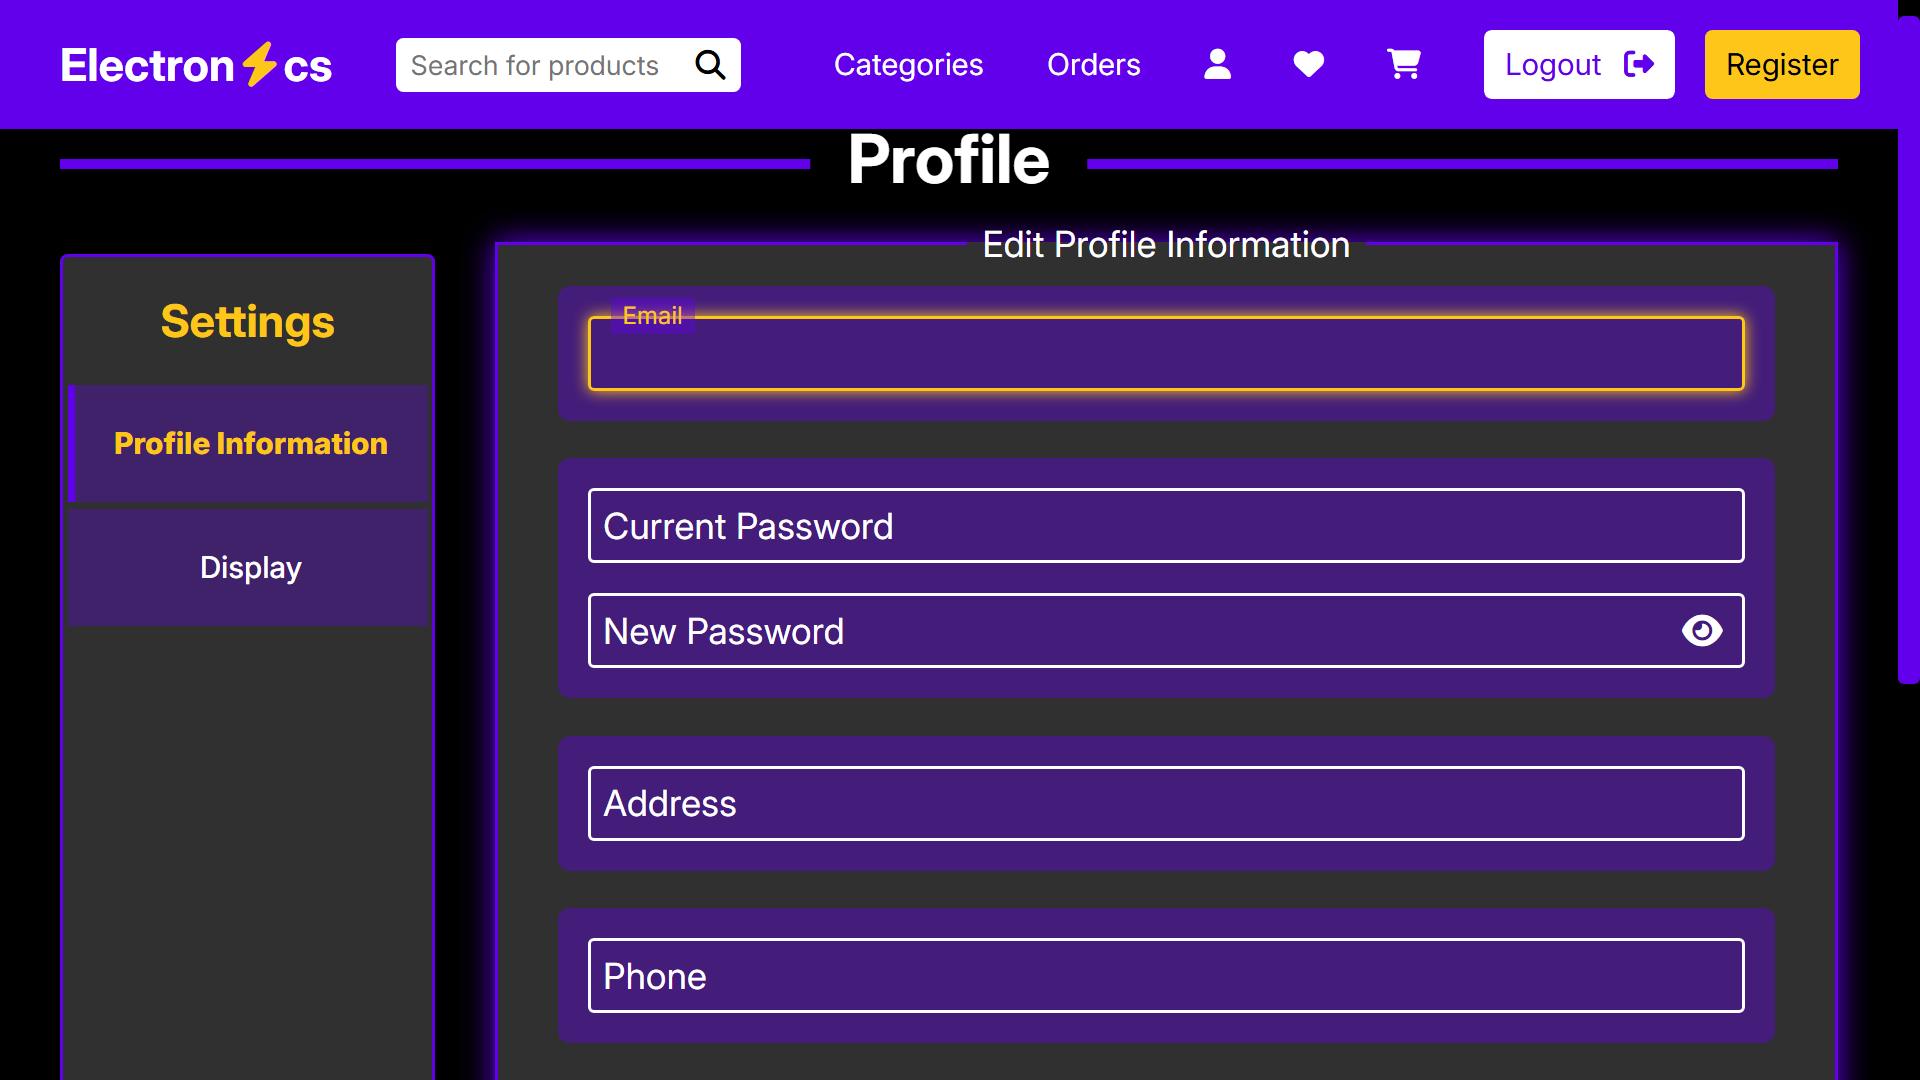 Electron⚡cs
Search for products
Categories
Orders
Logout
Register
Profile
Settings
Profile Information
Display
Edit Profile Information
Email
Current Password
New Password
Address
Phone